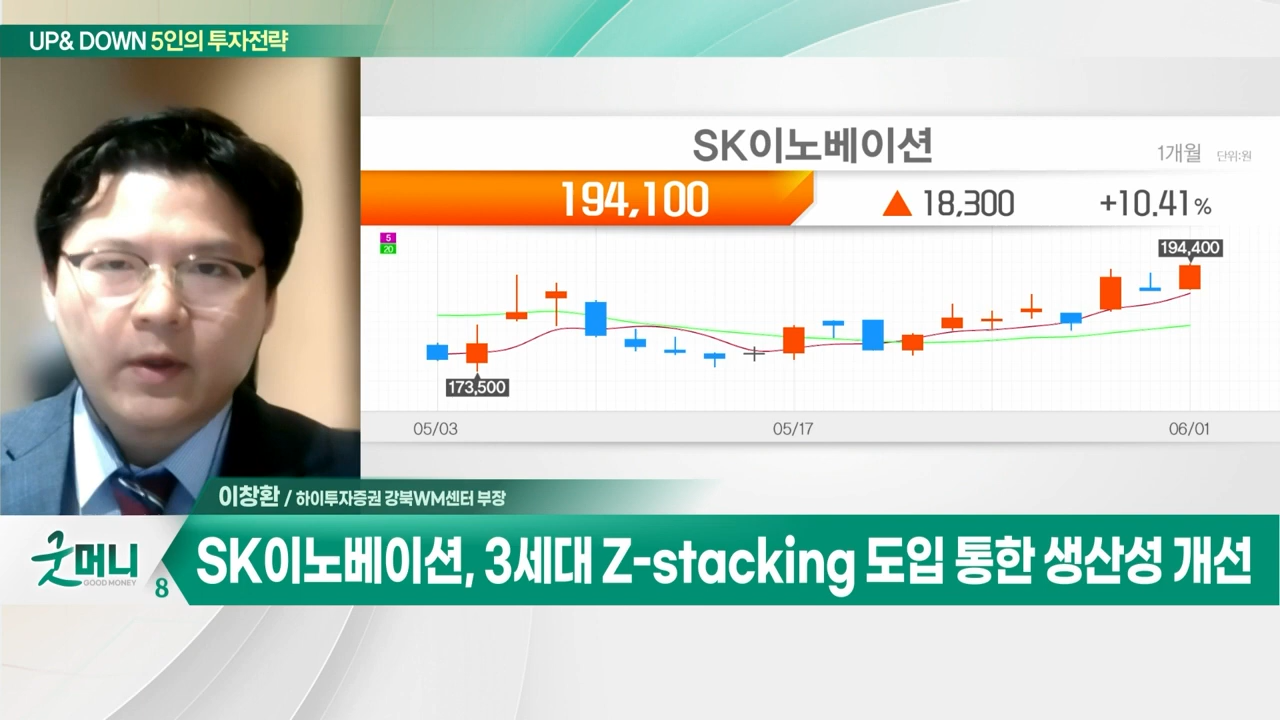 UP& DOWN 5인의 투자전략
SK이노베이션
1개월 단위:원
194,100 ▲ 18,300 +10.41%
5
20
194,400
173,500
05/03 05/17 06/01
이창환 / 하이투자증권 강북WM센터 부장
굿머니
GOOD MONEY
8
SK이노베이션, 3세대 Z-stacking 도입 통한 생산성 개선